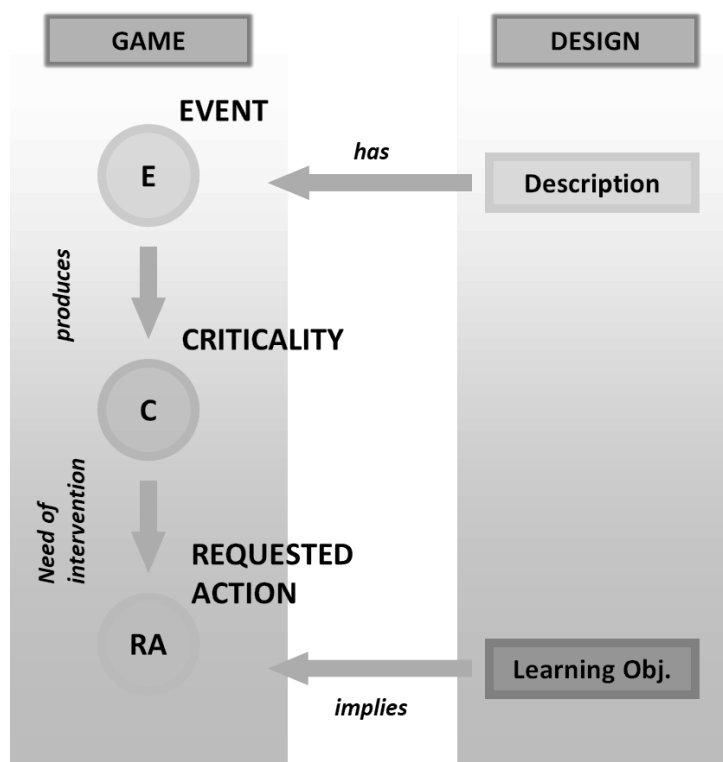 GAME
DESIGN
EVENT
has
E
Description
produces
CRITICALITY
C
Need of
intervention
REQUESTED
ACTION
RA
Learning Obj.
implies